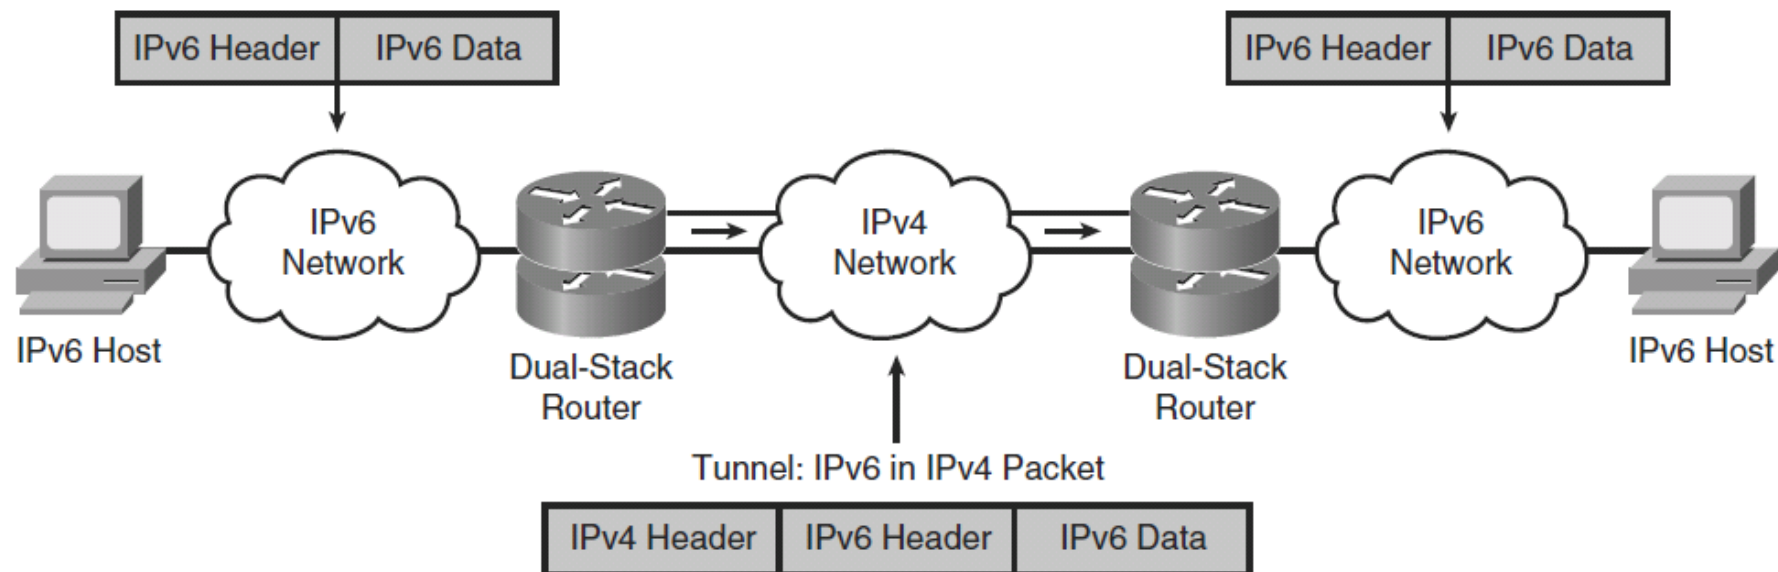 IPv6 Header IPv6 Data
IPv6 Header IPv6 Data
IPv6
Network
IPv4
Network
IPv6
Network
IPv6 Host
Dual-Stack
Router
Dual-Stack
Router
IPv6 Host
Tunnel: IPv6 in IPv4 Packet
IPv4 Header IPv6 Header IPv6 Data